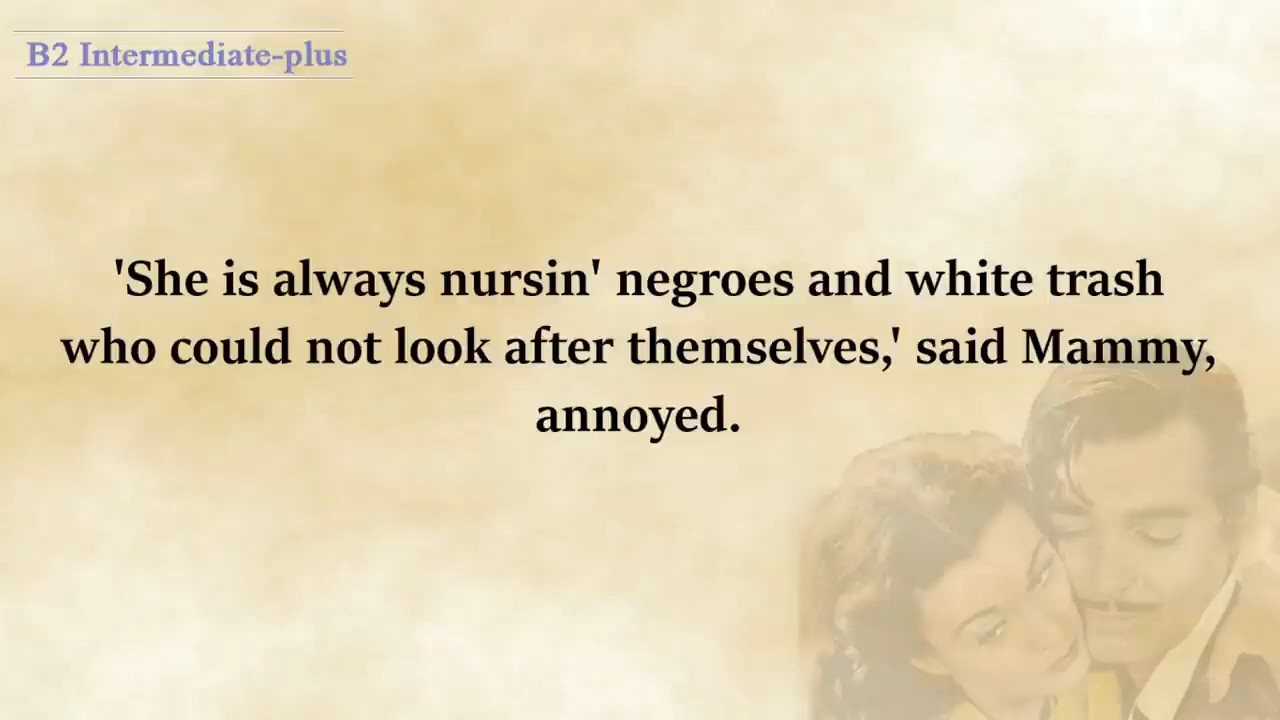 B2 Intermediate-plus
'She is always nursin' negroes and white trash
who could not look after themselves,' said Mammy,
annoyed.